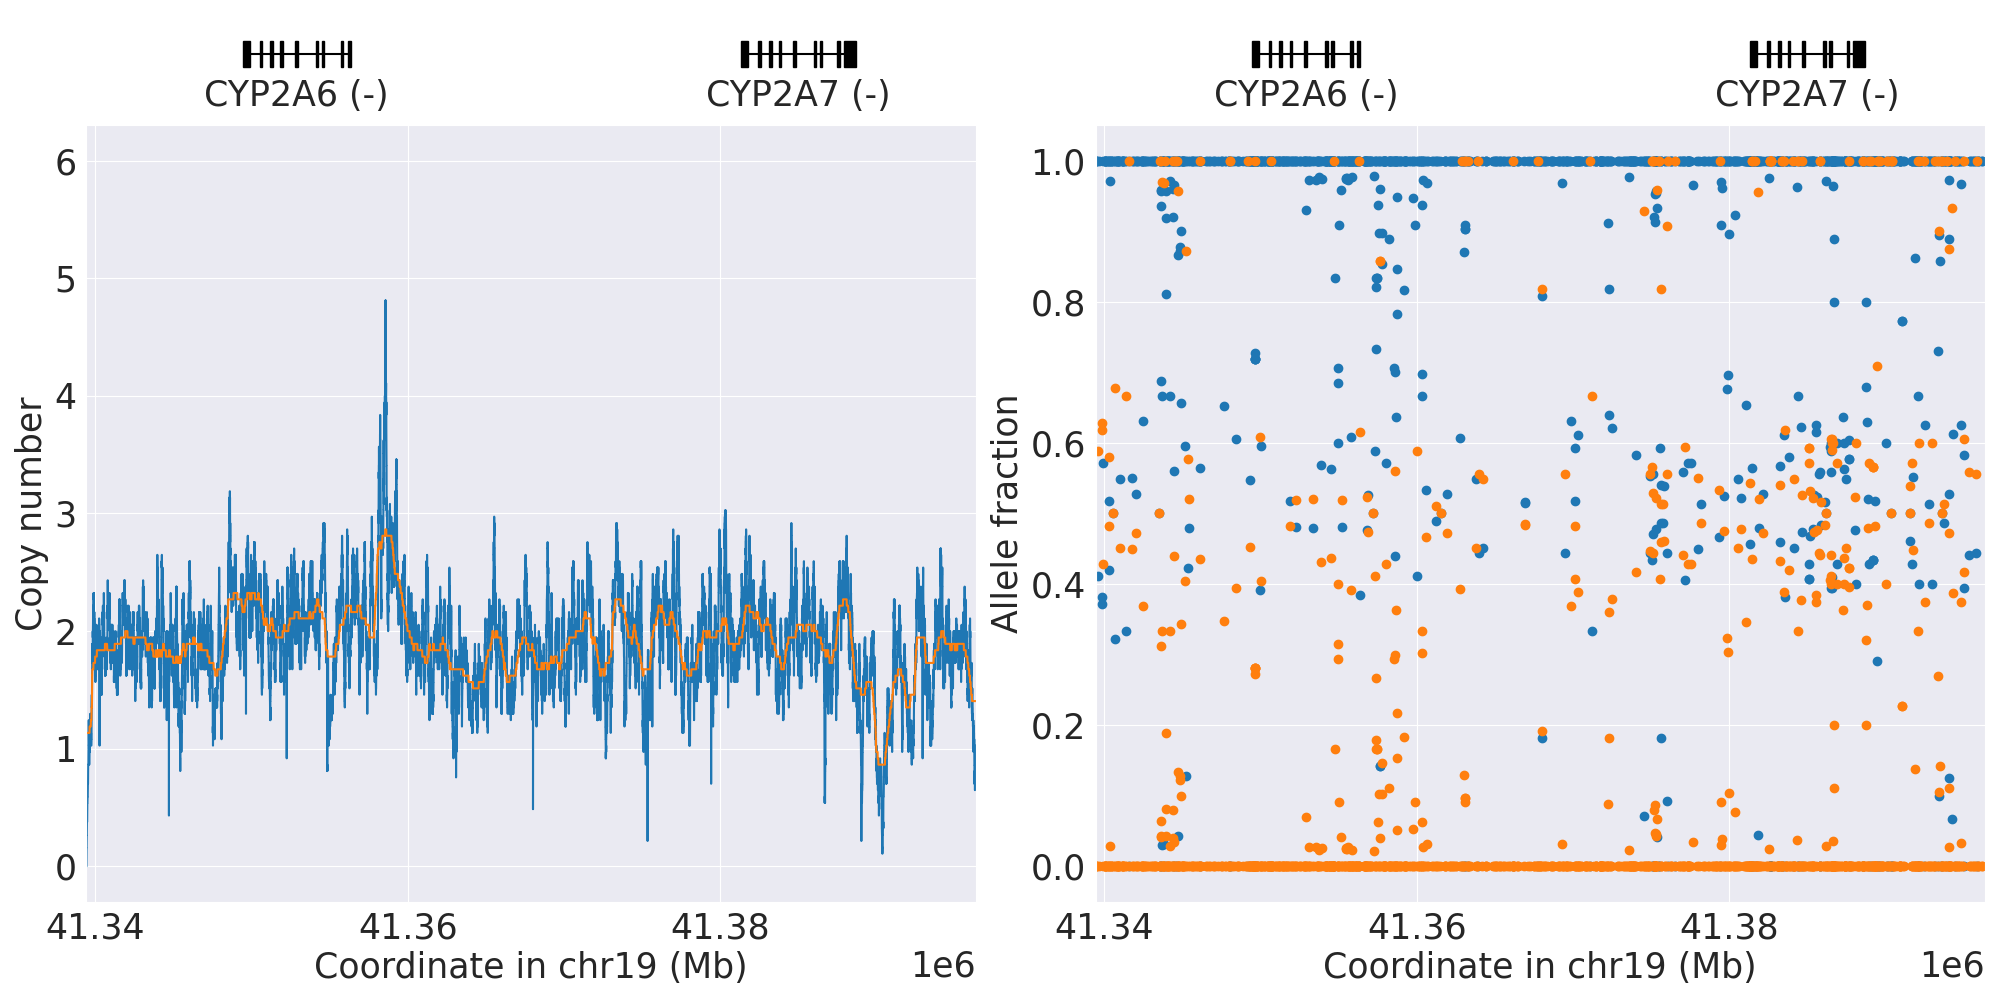 CYP2A6 (-)
CYP2A7 (-)
CYP2A6 (-)
CYP2A7 (-)
Copy number
6
5
4
3
2
1
0
41.34
41.36
41.38
Coordinate in chr19 (Mb)
1e6
Allele fraction
1.0
0.8
0.6
0.4
0.2
0.0
41.34
41.36
41.38
Coordinate in chr19 (Mb)
1e6